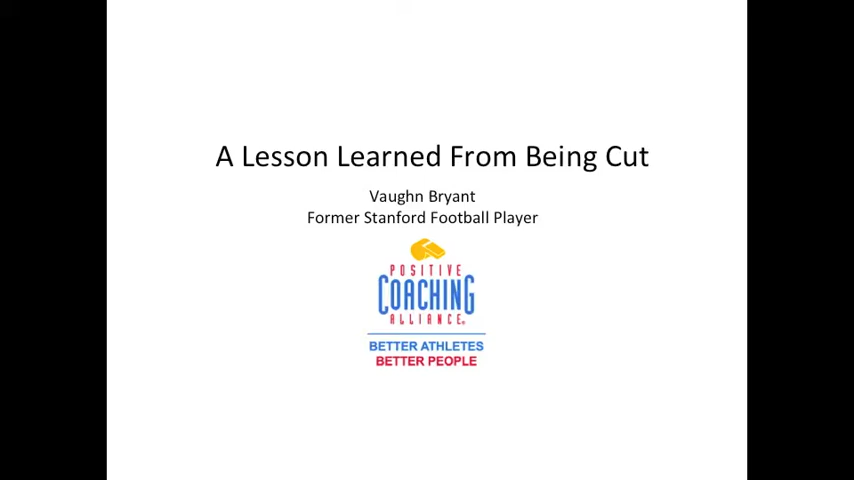 A Lesson Learned From Being Cut
Vaughn Bryant
Former Stanford Football Player
POSITIVE
COACHING
ALLIANCE®
BETTER ATHLETES
BETTER PEOPLE